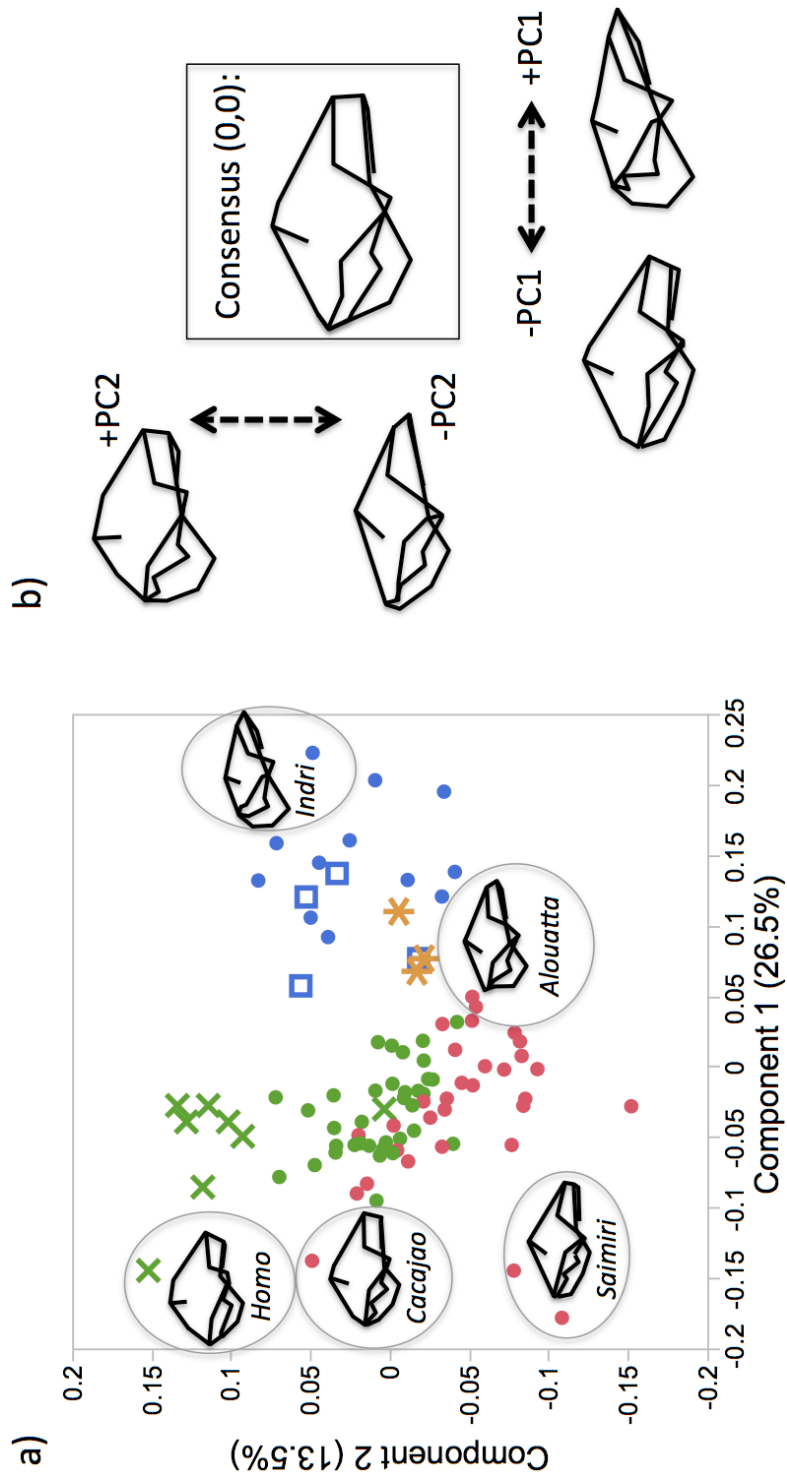 a)
0.2
0.15
0.1
0.05
0
-0.05
-0.1
-0.15
-0.2
Component 2 (13.5%)
-0.2
-0.15
-0.1
-0.05
0
0.05
0.1
0.15
0.2
0.25
Component 1 (26.5%)
Homo
Cacajao
Saimiri
Alouatta
Indri
b)
+PC2
-PC2
Consensus (0,0):
-PC1
+PC1